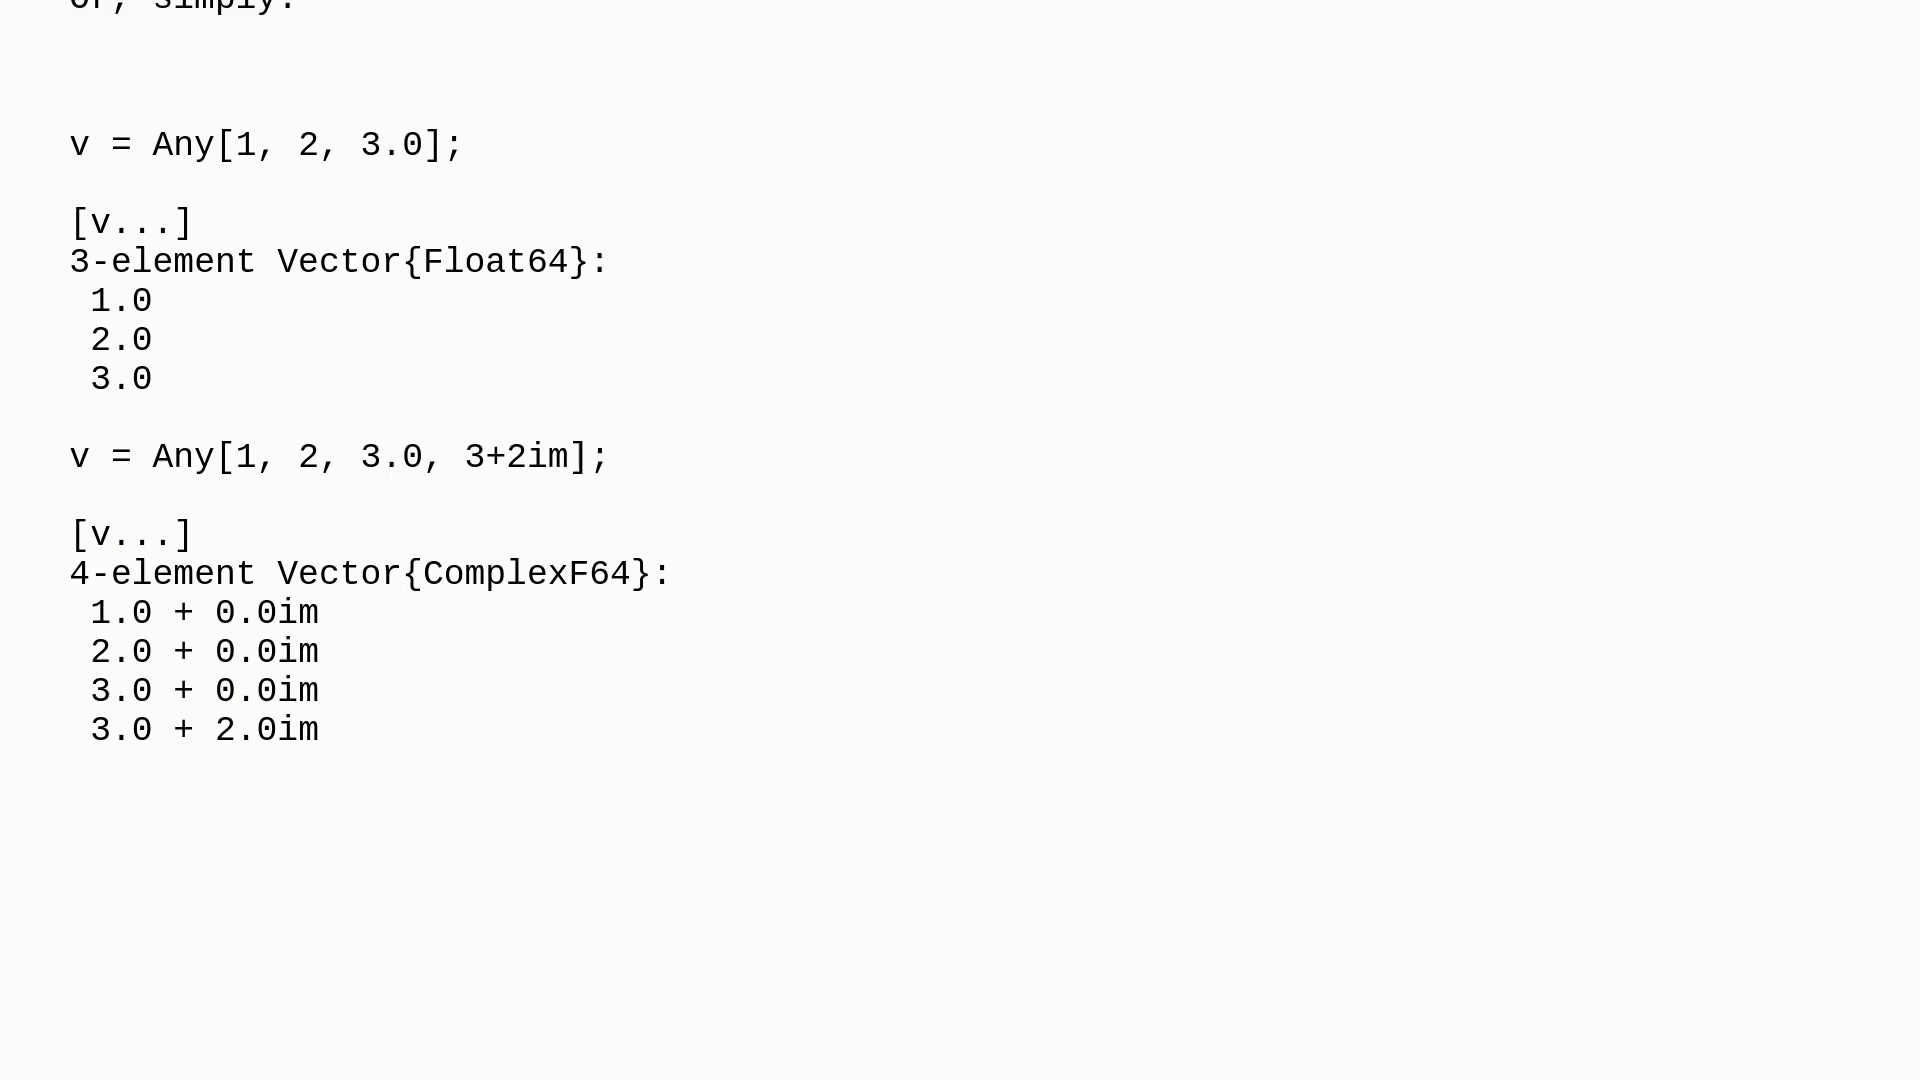 Or, simply:
v = Any[1, 2, 3.0];
[v...]
3-element Vector{Float64}:
1.0
2.0
3.0
v = Any[1, 2, 3.0, 3+2im];
[v...]
4-element Vector{ComplexF64}:
1.0 + 0.0im
2.0 + 0.0im
3.0 + 0.0im
3.0 + 2.0im